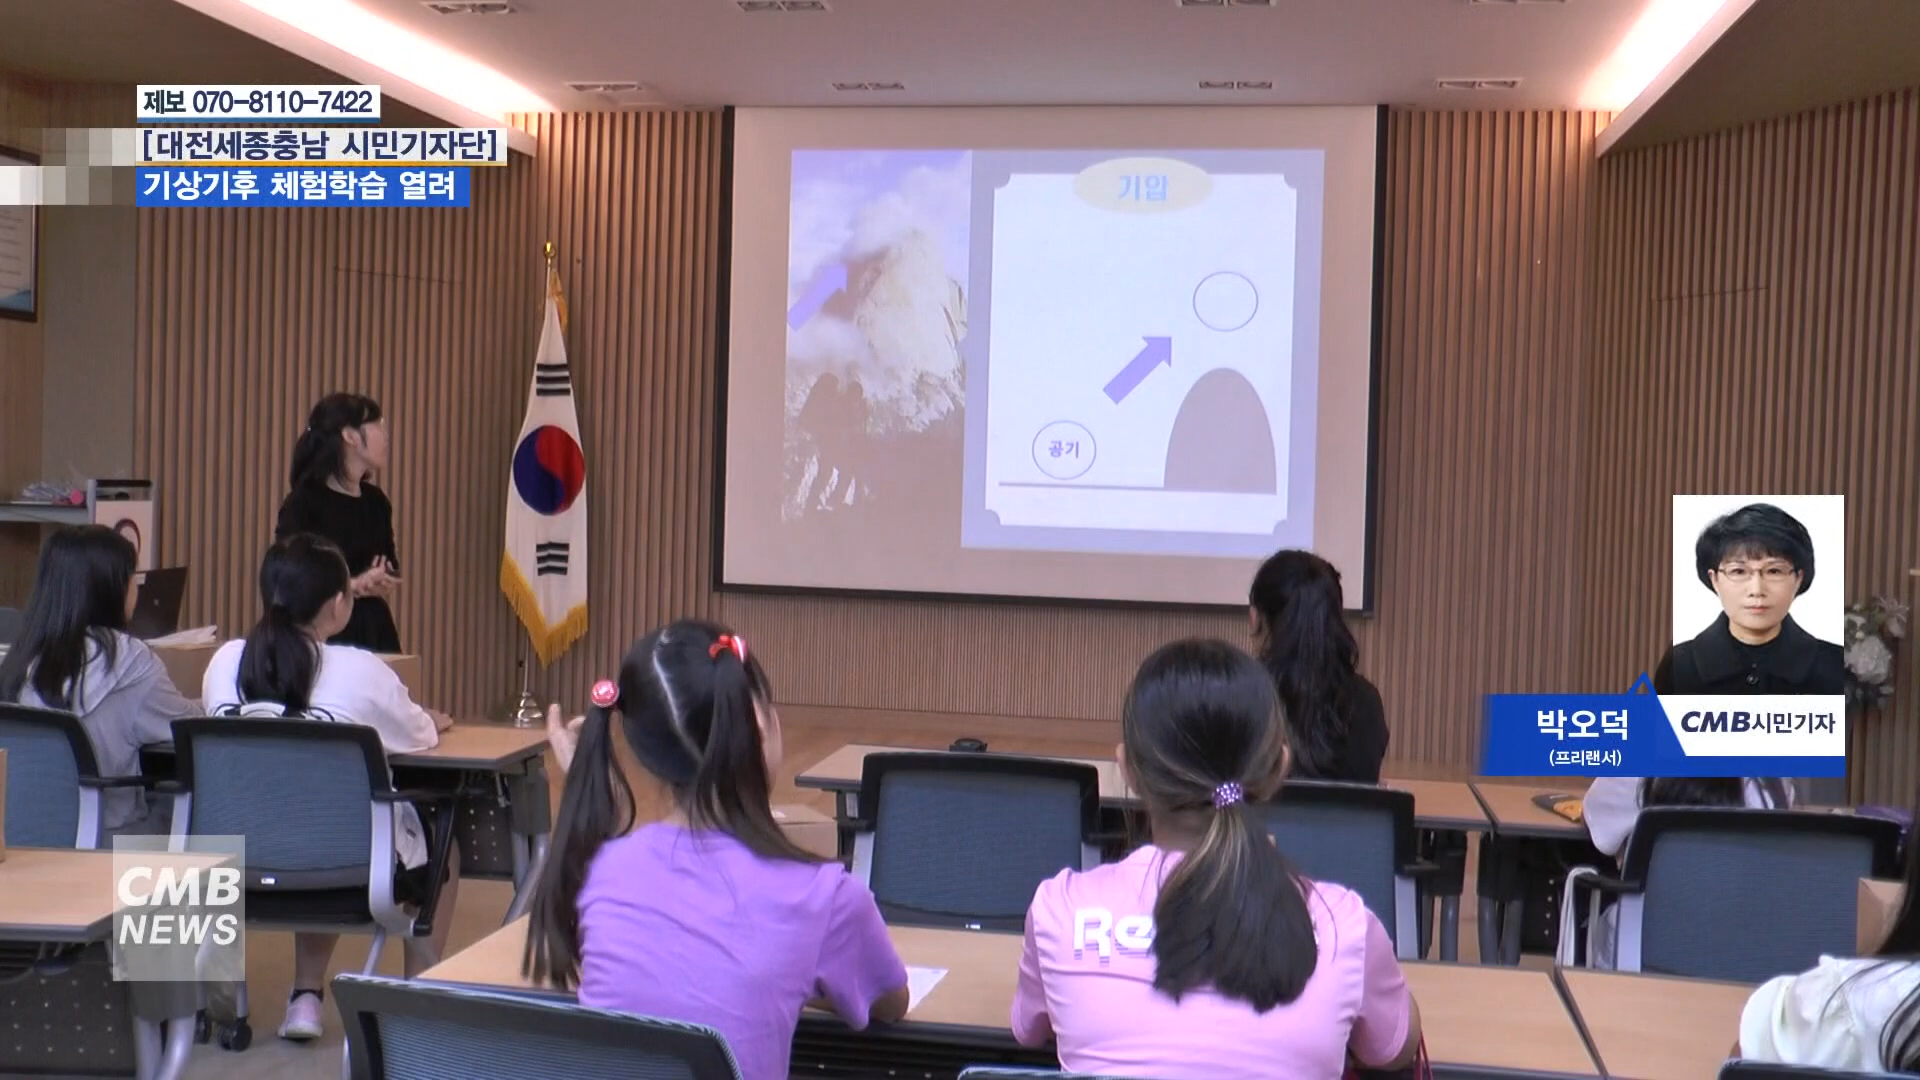 제보 070-8110-7422
[대전세종충남 시민기자단]
기상기후 체험학습 열려
기압
공기
박오덕
(프리랜서)
CMB시민기자
CMB
NEWS
Re